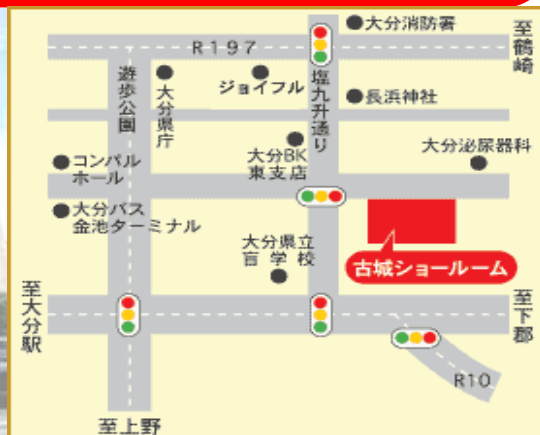 大分消防署
至鶴崎
R197
遊歩公園
大分県庁
ジョイフル
塩九升通り
長浜神社
大分BK
東支店
大分泌尿器科
コンパル
ホール
大分バス
金池ターミナル
大分県立
盲学校
古城ショールーム
至大分駅
至下郡
R10
至上野